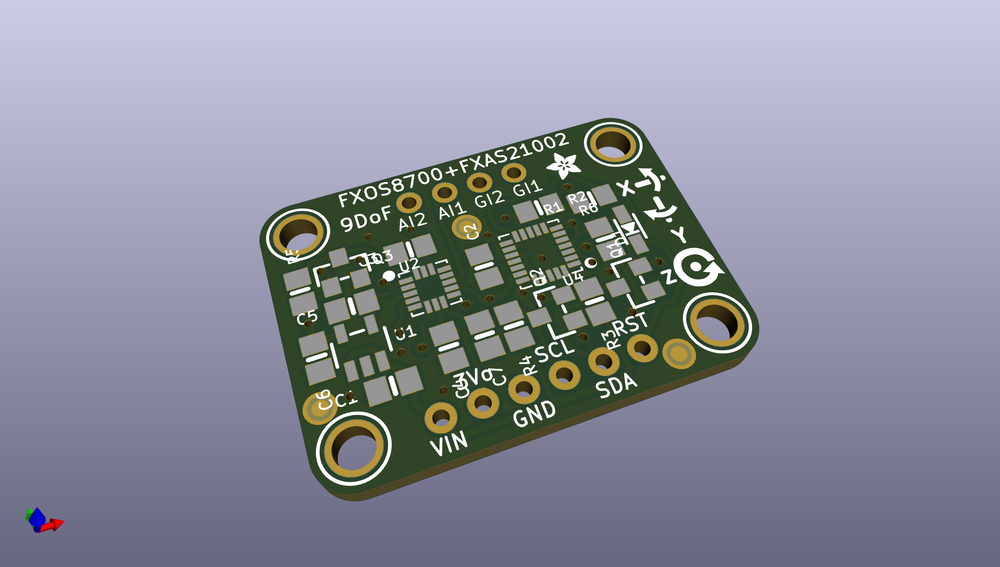 FXOS8700+FXAS21002
9DoF
AI2
AI1
GI2
GI1
R1
R2
R6
X
Y
Z
C2
U2
Q2
U4
C5
U1
C6
C1
3Vo
C7
R4
SCL
R3
RST
VIN
GND
SDA